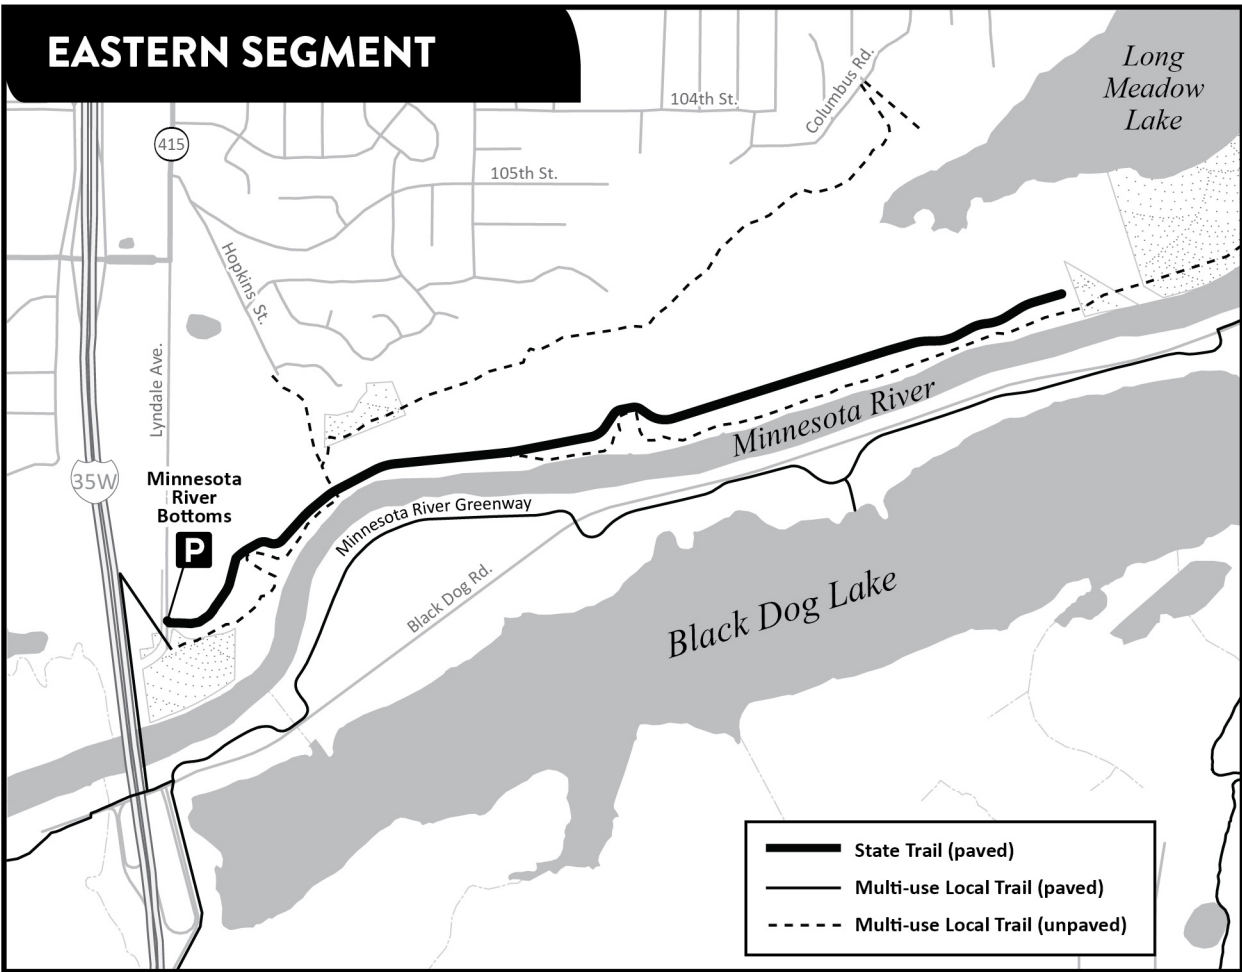 EASTERN SEGMENT
Long
Meadow
Lake
104th St.
Columbus Rd.
415
105th St.
Hopkins St.
Lyndale Ave.
35W
Minnesota
River
Bottoms
P
Minnesota River
Minnesota River Greenway
Black Dog Rd.
Black Dog Lake
State Trail (paved)
Multi-use Local Trail (paved)
Multi-use Local Trail (unpaved)